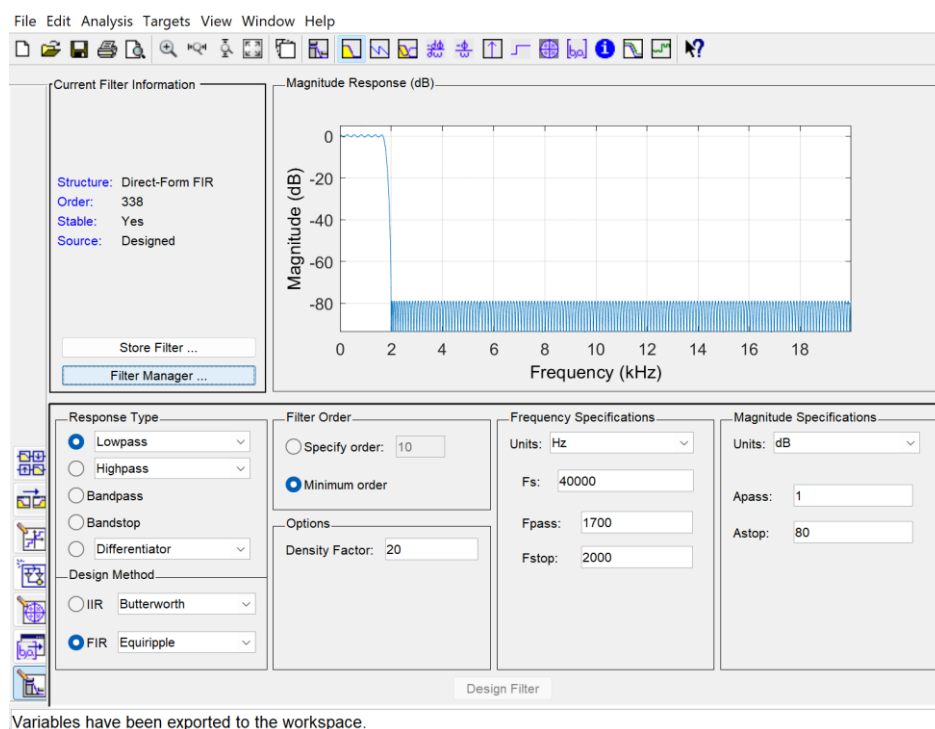 File Edit Analysis Targets View Window Help
Current Filter Information
Structure: Direct-Form FIR
Order: 338
Stable: Yes
Source: Designed
Store Filter ...
Filter Manager ...
Magnitude Response (dB)
Magnitude (dB)
0
-20
-40
-60
-80
0 2 4 6 8 10 12 14 16 18
Frequency (kHz)
Response Type
Lowpass
Highpass
Bandpass
Bandstop
Differentiator
Design Method
IIR Butterworth
FIR Equiripple
Filter Order
Specify order: 10
Minimum order
Options
Density Factor: 20
Frequency Specifications
Units: Hz
Fs: 40000
Fpass: 1700
Fstop: 2000
Magnitude Specifications
Units: dB
Apass: 1
Astop: 80
Design Filter
Variables have been exported to the workspace.